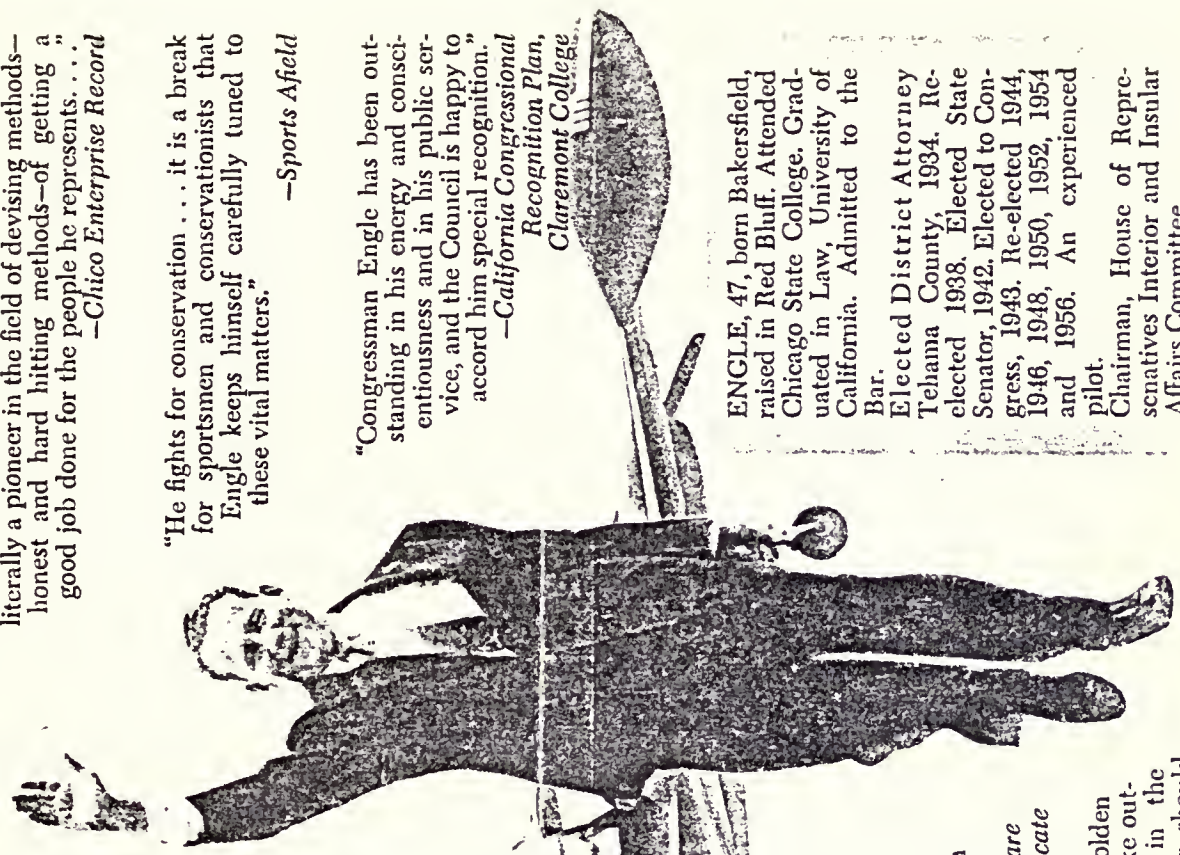 literally a pioner in the field of devising methods—
honest and hard hitting methods—of getting a
good job done for the people he represents. . . .”
—Chico Enterprise Record
“He fights for conservation . . . it is a break
for sportsmen and conservationists that
Engle keeps himself carefully tuned to
these vital matters.”
—Sports Afield
“Congressman Engle has been out-
standing in his energy and consci-
entiousness and in his public ser-
vice, and the Council is happy to
accord him special recognition.”
—California Congressional
Recognition Plan,
Claremont College
ENGLE, 47, born Bakersfield,
raised in Red Bluff. Attended
Chicago State College. Grad-
uated in Law, University of
California. Admitted to the
Bar.
Elected District Attorney
Tehama County, 1934. Re-
elected 1938. Elected State
Senator, 1942. Elected to Con-
gress, 1943. Re-elected 1944,
1946, 1948, 1950, 1952, 1954
and 1956. An experienced
pilot.
Chairman, House of Repre-
sentatives Interior and Insular
Affairs Committee
are
cate
olden
ke out-
in the
should